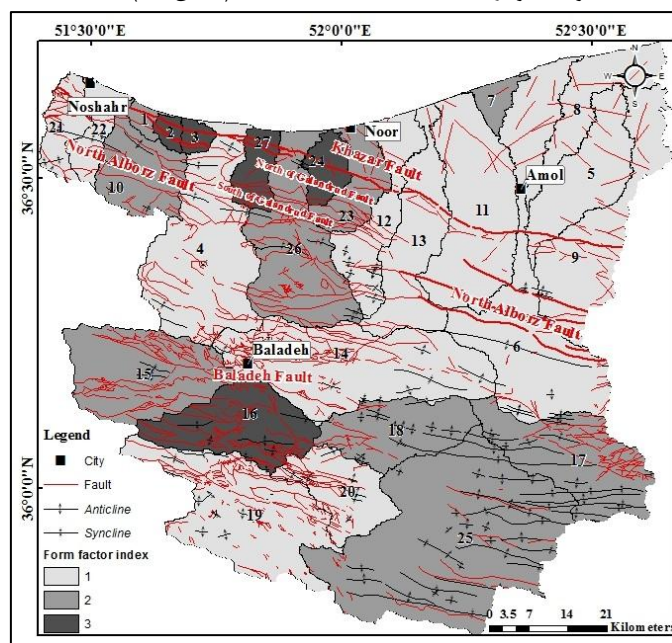 51°30'0"E
52°0'0"E
52°30'0"E
N
W
E
S
Noshahr
21
22
1
2
3
27
Noor
7
8
Khazar Fault
24
5
36°30'0"N
North Alborz Fault
North of Galandrud Fault
Amol
10
South of Galandrud Fault
23
12
11
13
4
26
9
North Alborz Fault
6
Baladeh
14
15
Baladeh Fault
16
18
17
36°0'0"N
20
19
25
Legend
City
Fault
Anticline
Syncline
Form factor index
1
2
3
0 3.5 7 14 21
Kilometers